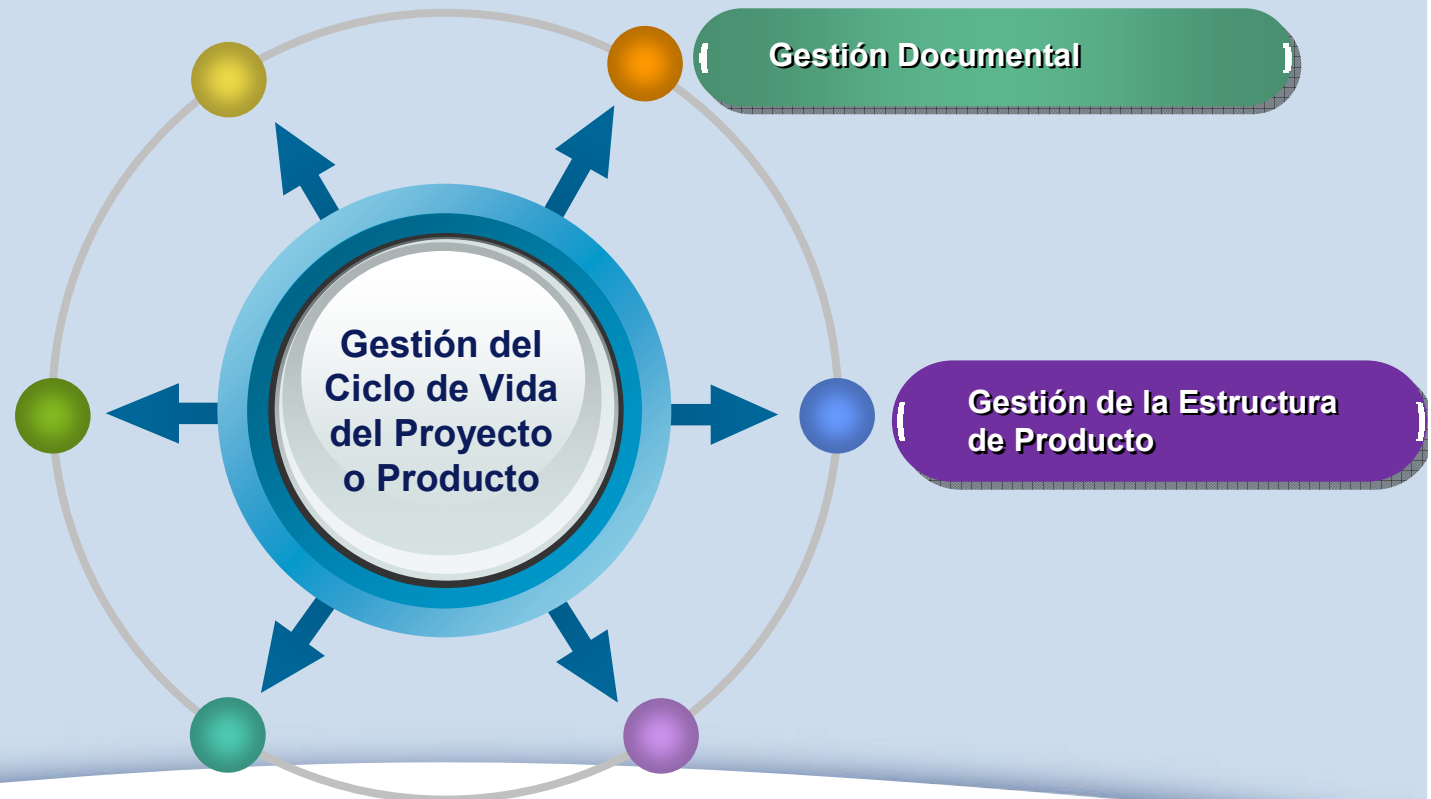 Gestión Documental
Gestión del
Ciclo de Vida
del Proyecto
o Producto
Gestión de la Estructura
de Producto